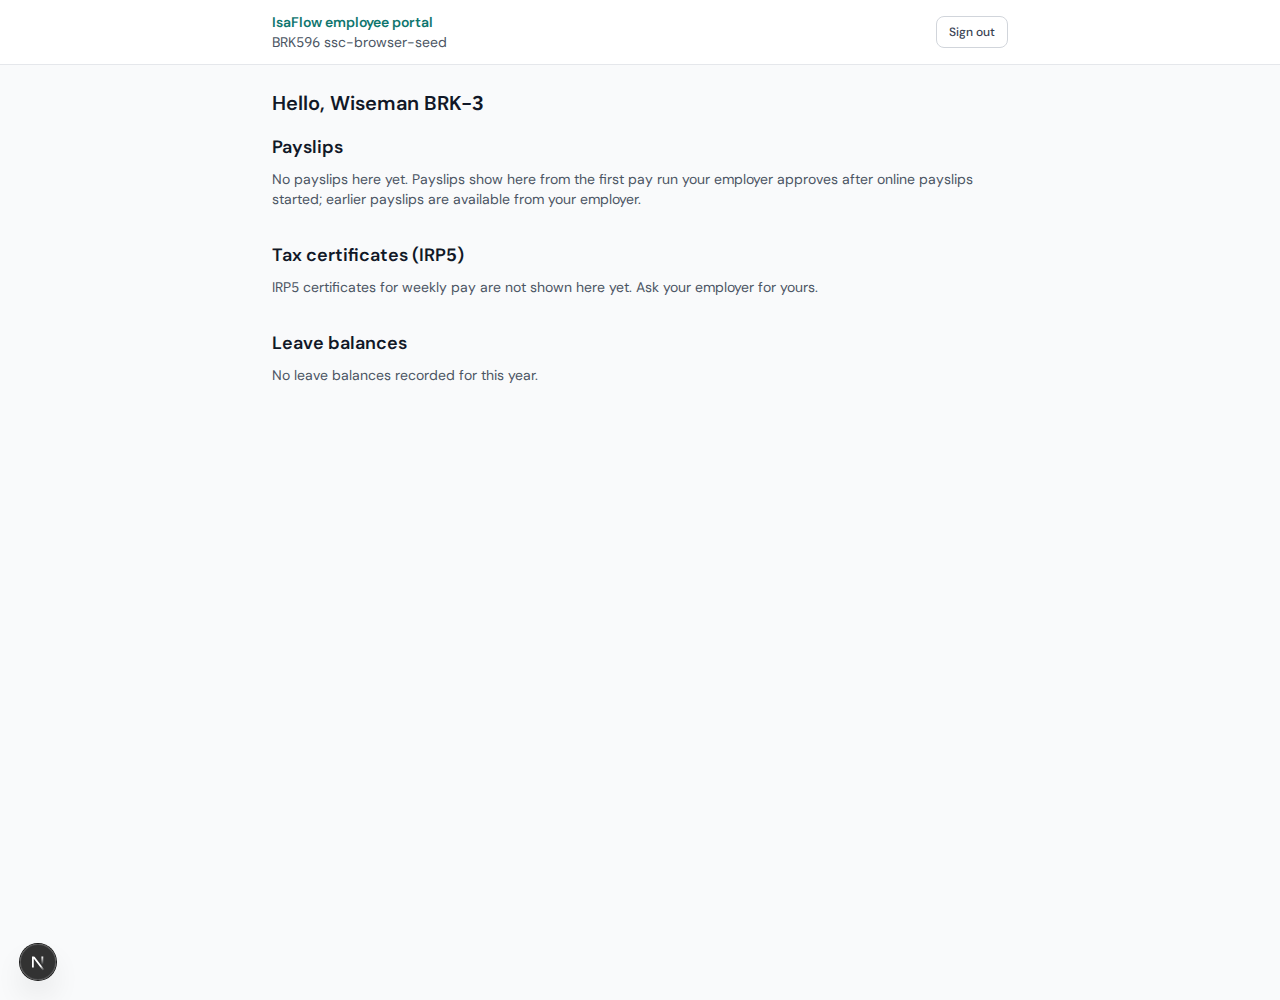 IsaFlow employee portal
BRK596 ssc-browser-seed
Sign out
Hello, Wiseman BRK-3
Payslips
No payslips here yet. Payslips show here from the first pay run your employer approves after online payslips
started; earlier payslips are available from your employer.
Tax certificates (IRP5)
IRP5 certificates for weekly pay are not shown here yet. Ask your employer for yours.
Leave balances
No leave balances recorded for this year.
N